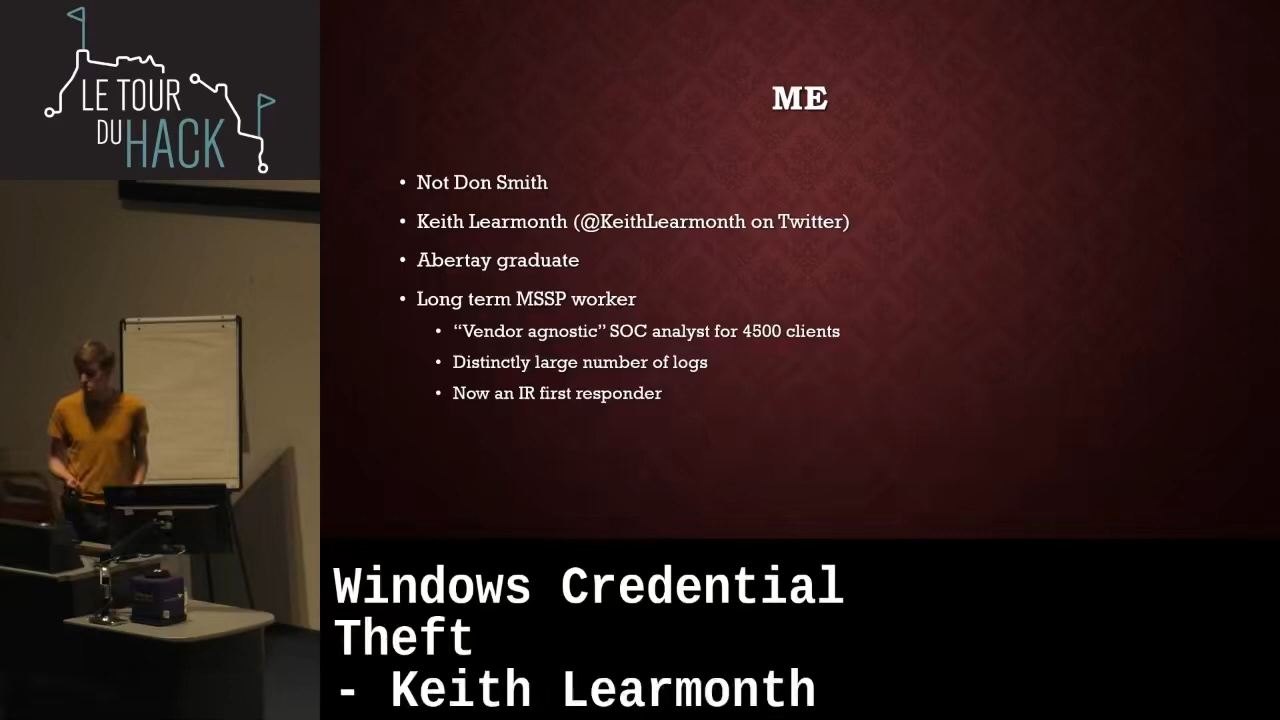 LE TOUR
DU HACK
ME
• Not Don Smith
• Keith Learmonth (@KeithLearmonth on Twitter)
• Abertay graduate
• Long term MSSP worker
• “Vendor agnostic” SOC analyst for 4500 clients
• Distinctly large number of logs
• Now an IR first responder
Windows Credential
Theft
- Keith Learmonth